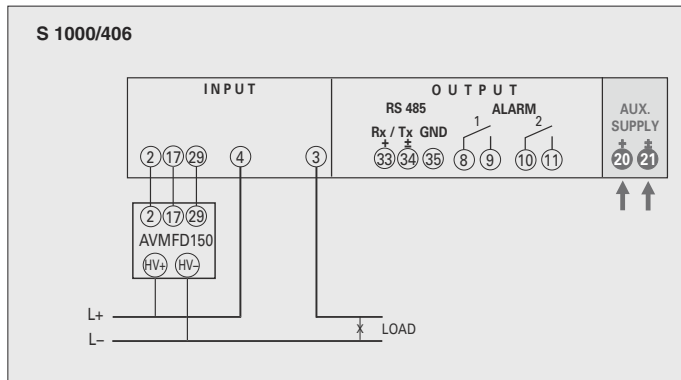 S 1000/406
INPUT
OUTPUT
RS 485
ALARM
AUX.
SUPPLY
1
2
Rx / Tx GND
+ ±
+ ±
2 17 29 4 3 33 34 35 8 9 10 11 20 21
2 17 29
AVMFD150
HV+ HV–
L+
L–
X LOAD